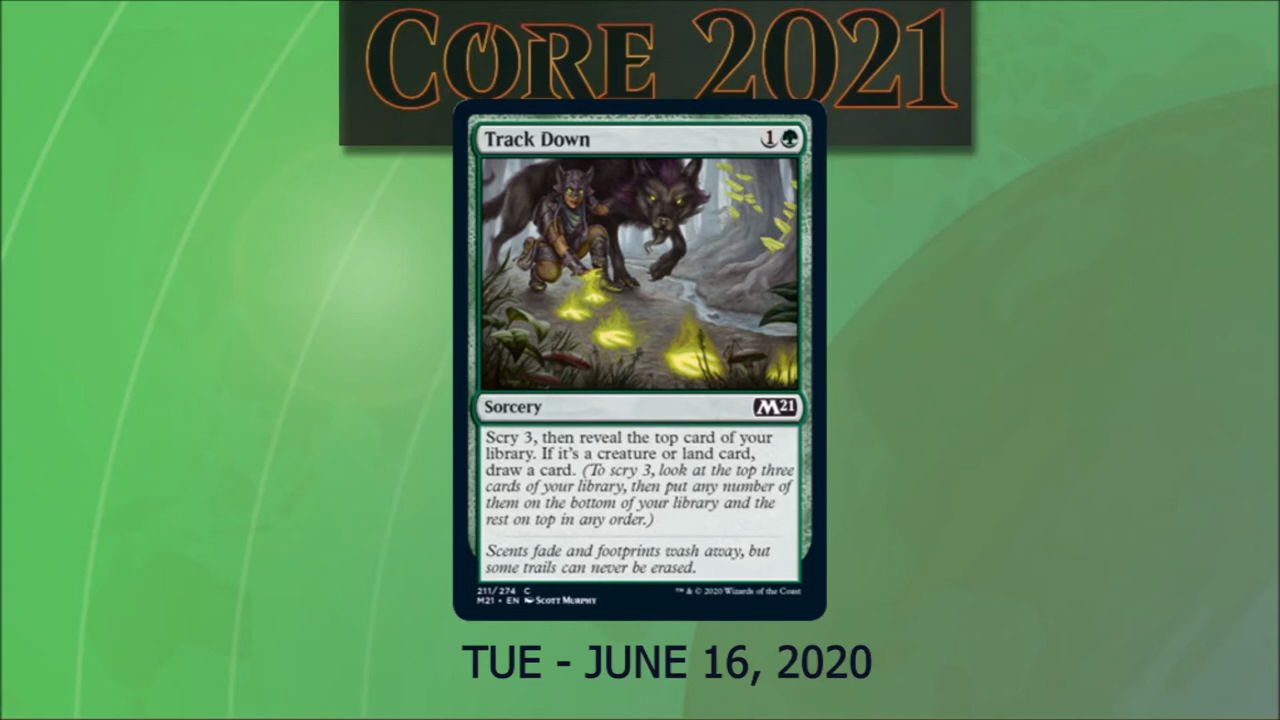 CORE 2021
Track Down
1
Sorcery
M21
Scry 3, then reveal the top card of your
library. If it's a creature or land card,
draw a card. (To scry 3, look at the top three
cards of your library, then put any number of
them on the bottom of your library and the
rest on top in any order.)
Scents fade and footprints wash away, but
some trails can never be erased.
211/274 C
M21 • EN SCOTT MURPHY
™ & © 2020 Wizards of the Coast
TUE - JUNE 16, 2020